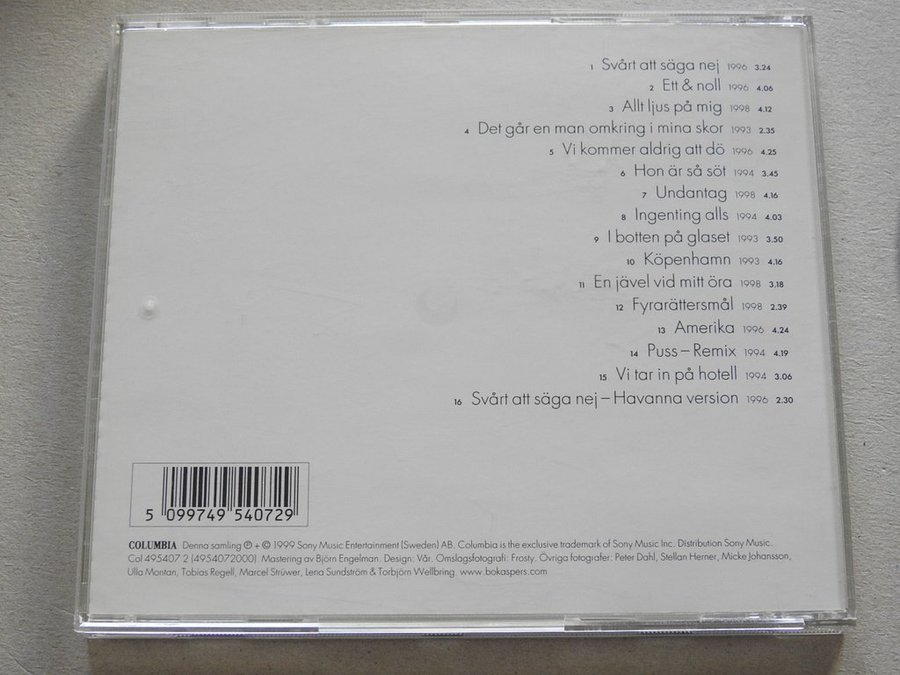 1 Svårt att säga nej 1996 3.24
2 Ett & noll 1996 4.06
3 Allt ljus på mig 1998 4.12
4 Det går en man omkring i mina skor 1993 2.35
5 Vi kommer aldrig att dö 1996 4.25
6 Hon är så söt 1994 3.45
7 Undantag 1998 4.16
8 Ingenting alls 1994 4.03
9 I botten på glaset 1993 3.50
10 Köpenhamn 1993 4.16
11 En jävel vid mitt öra 1998 3.18
12 Fyrarättersmål 1998 2.39
13 Amerika 1996 4.24
14 Puss – Remix 1994 4.19
15 Vi tar in på hotell 1994 3.06
16 Svårt att säga nej – Havanna version 1996 2.30
5 099749 540729
COLUMBIA Denna samling ℗ + © 1999 Sony Music Entertainment (Sweden) AB. Columbia is the exclusive trademark of Sony Music Inc. Distribution Sony Music.
Col 495407 2 (4954072000) Mastering av Björn Engelman. Design: Vår. Omslagsfotografi: Frosty. Övriga fotografer: Peter Dahl, Stellan Herner, Micke Johansson,
Ulla Montan, Tobias Regell, Marcel Strüwer, Lena Sundström & Torbjörn Wellbring. www.bokaspers.com